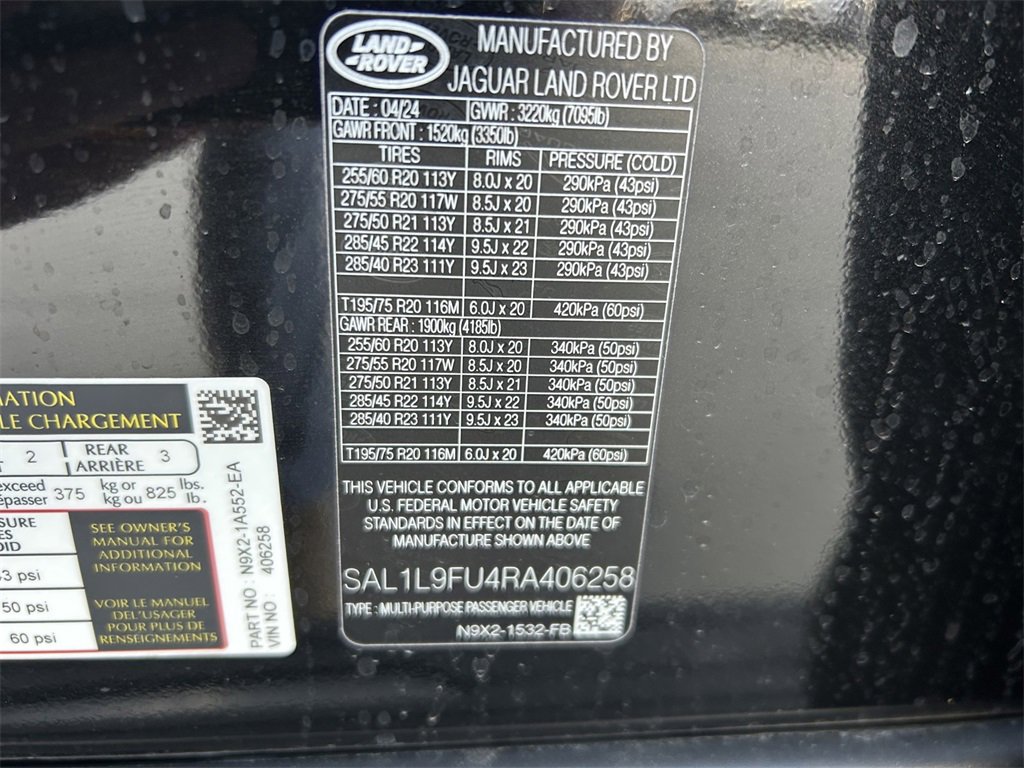 LAND-
ROVER
MANUFACTURED BY
JAGUAR LAND ROVER LTD
DATE : 04/24 GVWR : 3220kg (7095lb)
GAWR FRONT : 1520kg (3350lb)
TIRES RIMS PRESSURE (COLD)
255/60 R20 113Y 8.0J x 20 290kPa (43psi)
275/55 R20 117W 8.5J x 20 290kPa (43psi)
275/50 R21 113Y 8.5J x 21 290kPa (43psi)
285/45 R22 114Y 9.5J x 22 290kPa (43psi)
285/40 R23 111Y 9.5J x 23 290kPa (43psi)
T195/75 R20 116M 6.0J x 20 420kPa (60psi)
GAWR REAR : 1900kg (4185lb)
255/60 R20 113Y 8.0J x 20 340kPa (50psi)
275/55 R20 117W 8.5J x 20 340kPa (50psi)
275/50 R21 113Y 8.5J x 21 340kPa (50psi)
285/45 R22 114Y 9.5J x 22 340kPa (50psi)
285/40 R23 111Y 9.5J x 23 340kPa (50psi)
T195/75 R20 116M 6.0J x 20 420kPa (60psi)
THIS VEHICLE CONFORMS TO ALL APPLICABLE
U.S. FEDERAL MOTOR VEHICLE SAFETY
STANDARDS IN EFFECT ON THE DATE OF
MANUFACTURE SHOWN ABOVE
SAL1L9FU4RA406258
TYPE : MULTI-PURPOSE PASSENGER VEHICLE
N9X2-1532-FB
MATION
LE CHARGEMENT
T 2 REAR
ARRIÈRE 3
exceed
épasser 375 kg or
kg ou 825 lbs.
lb.
SURE
ES
OID
43 psi
50 psi
60 psi
SEE OWNER'S
MANUAL FOR
ADDITIONAL
INFORMATION
VOIR LE MANUEL
DEL'USAGER
POUR PLUS DE
RENSEIGNEMENTS
PART NO : N9X2-1A552-EA
VIN NO : 406258